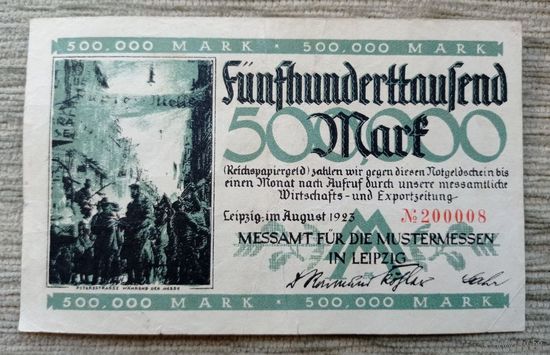 500,000 MARK · 500,000 MARK
Fünfhunderttausend
500,000
Mark
(Reichspapiergeld) zahlen wir gegen diesen Notgeldschein bis
einen Monat nach Aufruf durch unsere messamtliche
Wirtschafts- und Exportzeitung.
Leipzig, im August 1923 № 200008
MESSAMT FÜR DIE MUSTERMESSEN
IN LEIPZIG
PETERSSTRASSE WÄHREND DER MESSE
500,000 MARK · 500,000 MARK